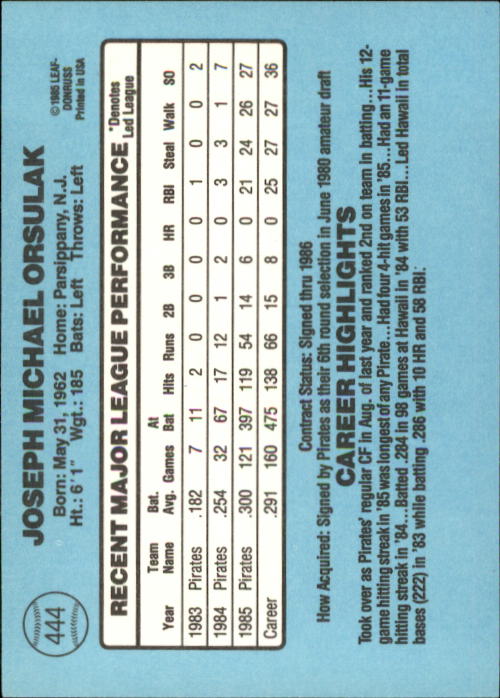 444
JOSEPH MICHAEL ORSULAK
©1985 LEAF-
DONRUSS
Printed in USA
Born: May 31, 1962 Home: Parsippany, N.J.
Ht.: 6'1" Wgt.: 185 Bats: Left Throws: Left
RECENT MAJOR LEAGUE PERFORMANCE
*Denotes
Led League
Year Team Name Bat. Avg. Games At Bat Hits Runs 2B 3B HR RBI Steal Walk SO
1983 Pirates .182 7 11 2 0 0 0 0 1 0 0 2
1984 Pirates .254 32 67 17 12 1 2 0 3 3 1 7
1985 Pirates .300 121 397 119 54 14 6 0 21 24 26 27
Career .291 160 475 138 66 15 8 0 25 27 27 36
Contract Status: Signed thru 1986
How Acquired: Signed by Pirates as their 6th round selection in June 1980 amateur draft
CAREER HIGHLIGHTS
Took over as Pirates' regular CF in Aug. of last year and ranked 2nd on team in batting...His 12-
game hitting streak in '85 was longest of any Pirate...Had four 4-hit games in '85...Had an 11-game
hitting streak in '84...Batted .284 in 98 games at Hawaii in '84 with 53 RBI...Led Hawaii in total
bases (222) in '83 while batting .286 with 10 HR and 58 RBI.